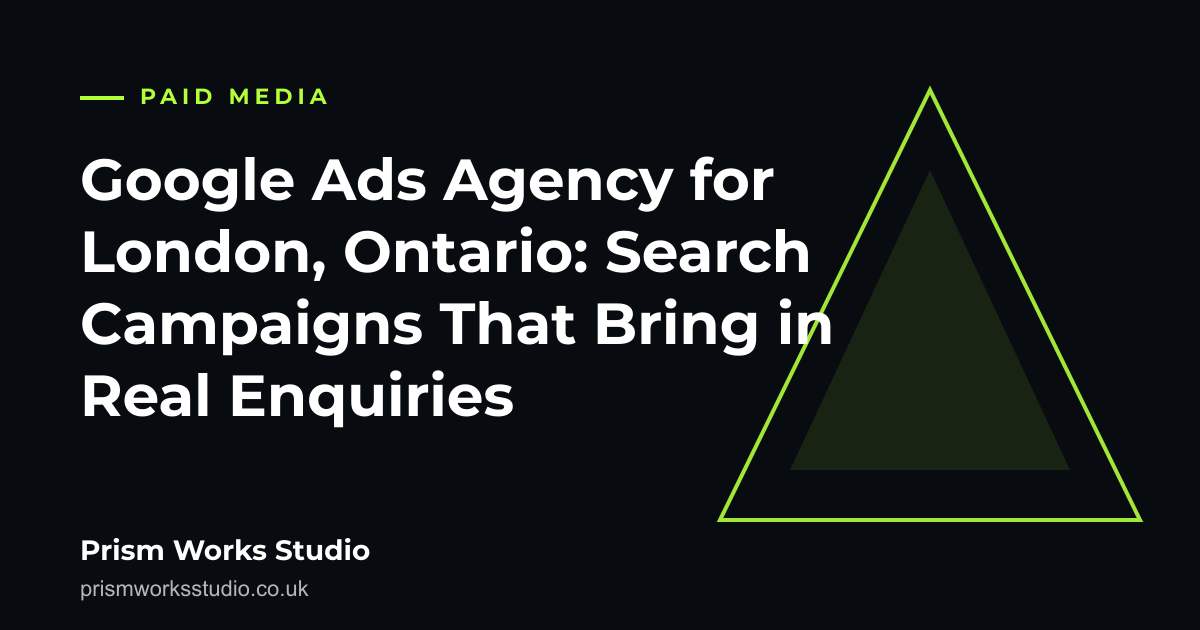 PAID MEDIA
Google Ads Agency for
London, Ontario: Search
Campaigns That Bring in
Real Enquiries
Prism Works Studio
prismworksstudio.co.uk